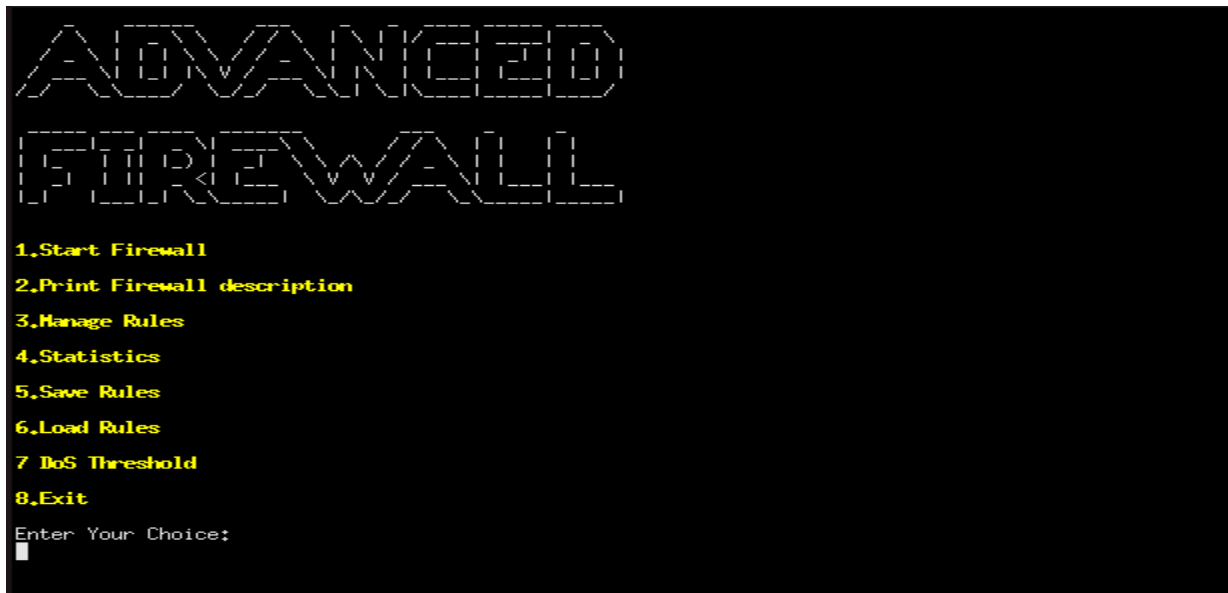 ADVANCED
FIREWALL
1.Start Firewall
2.Print Firewall description
3.Manage Rules
4.Statistics
5.Save Rules
6.Load Rules
7 DoS Threshold
8.Exit
Enter Your Choice: